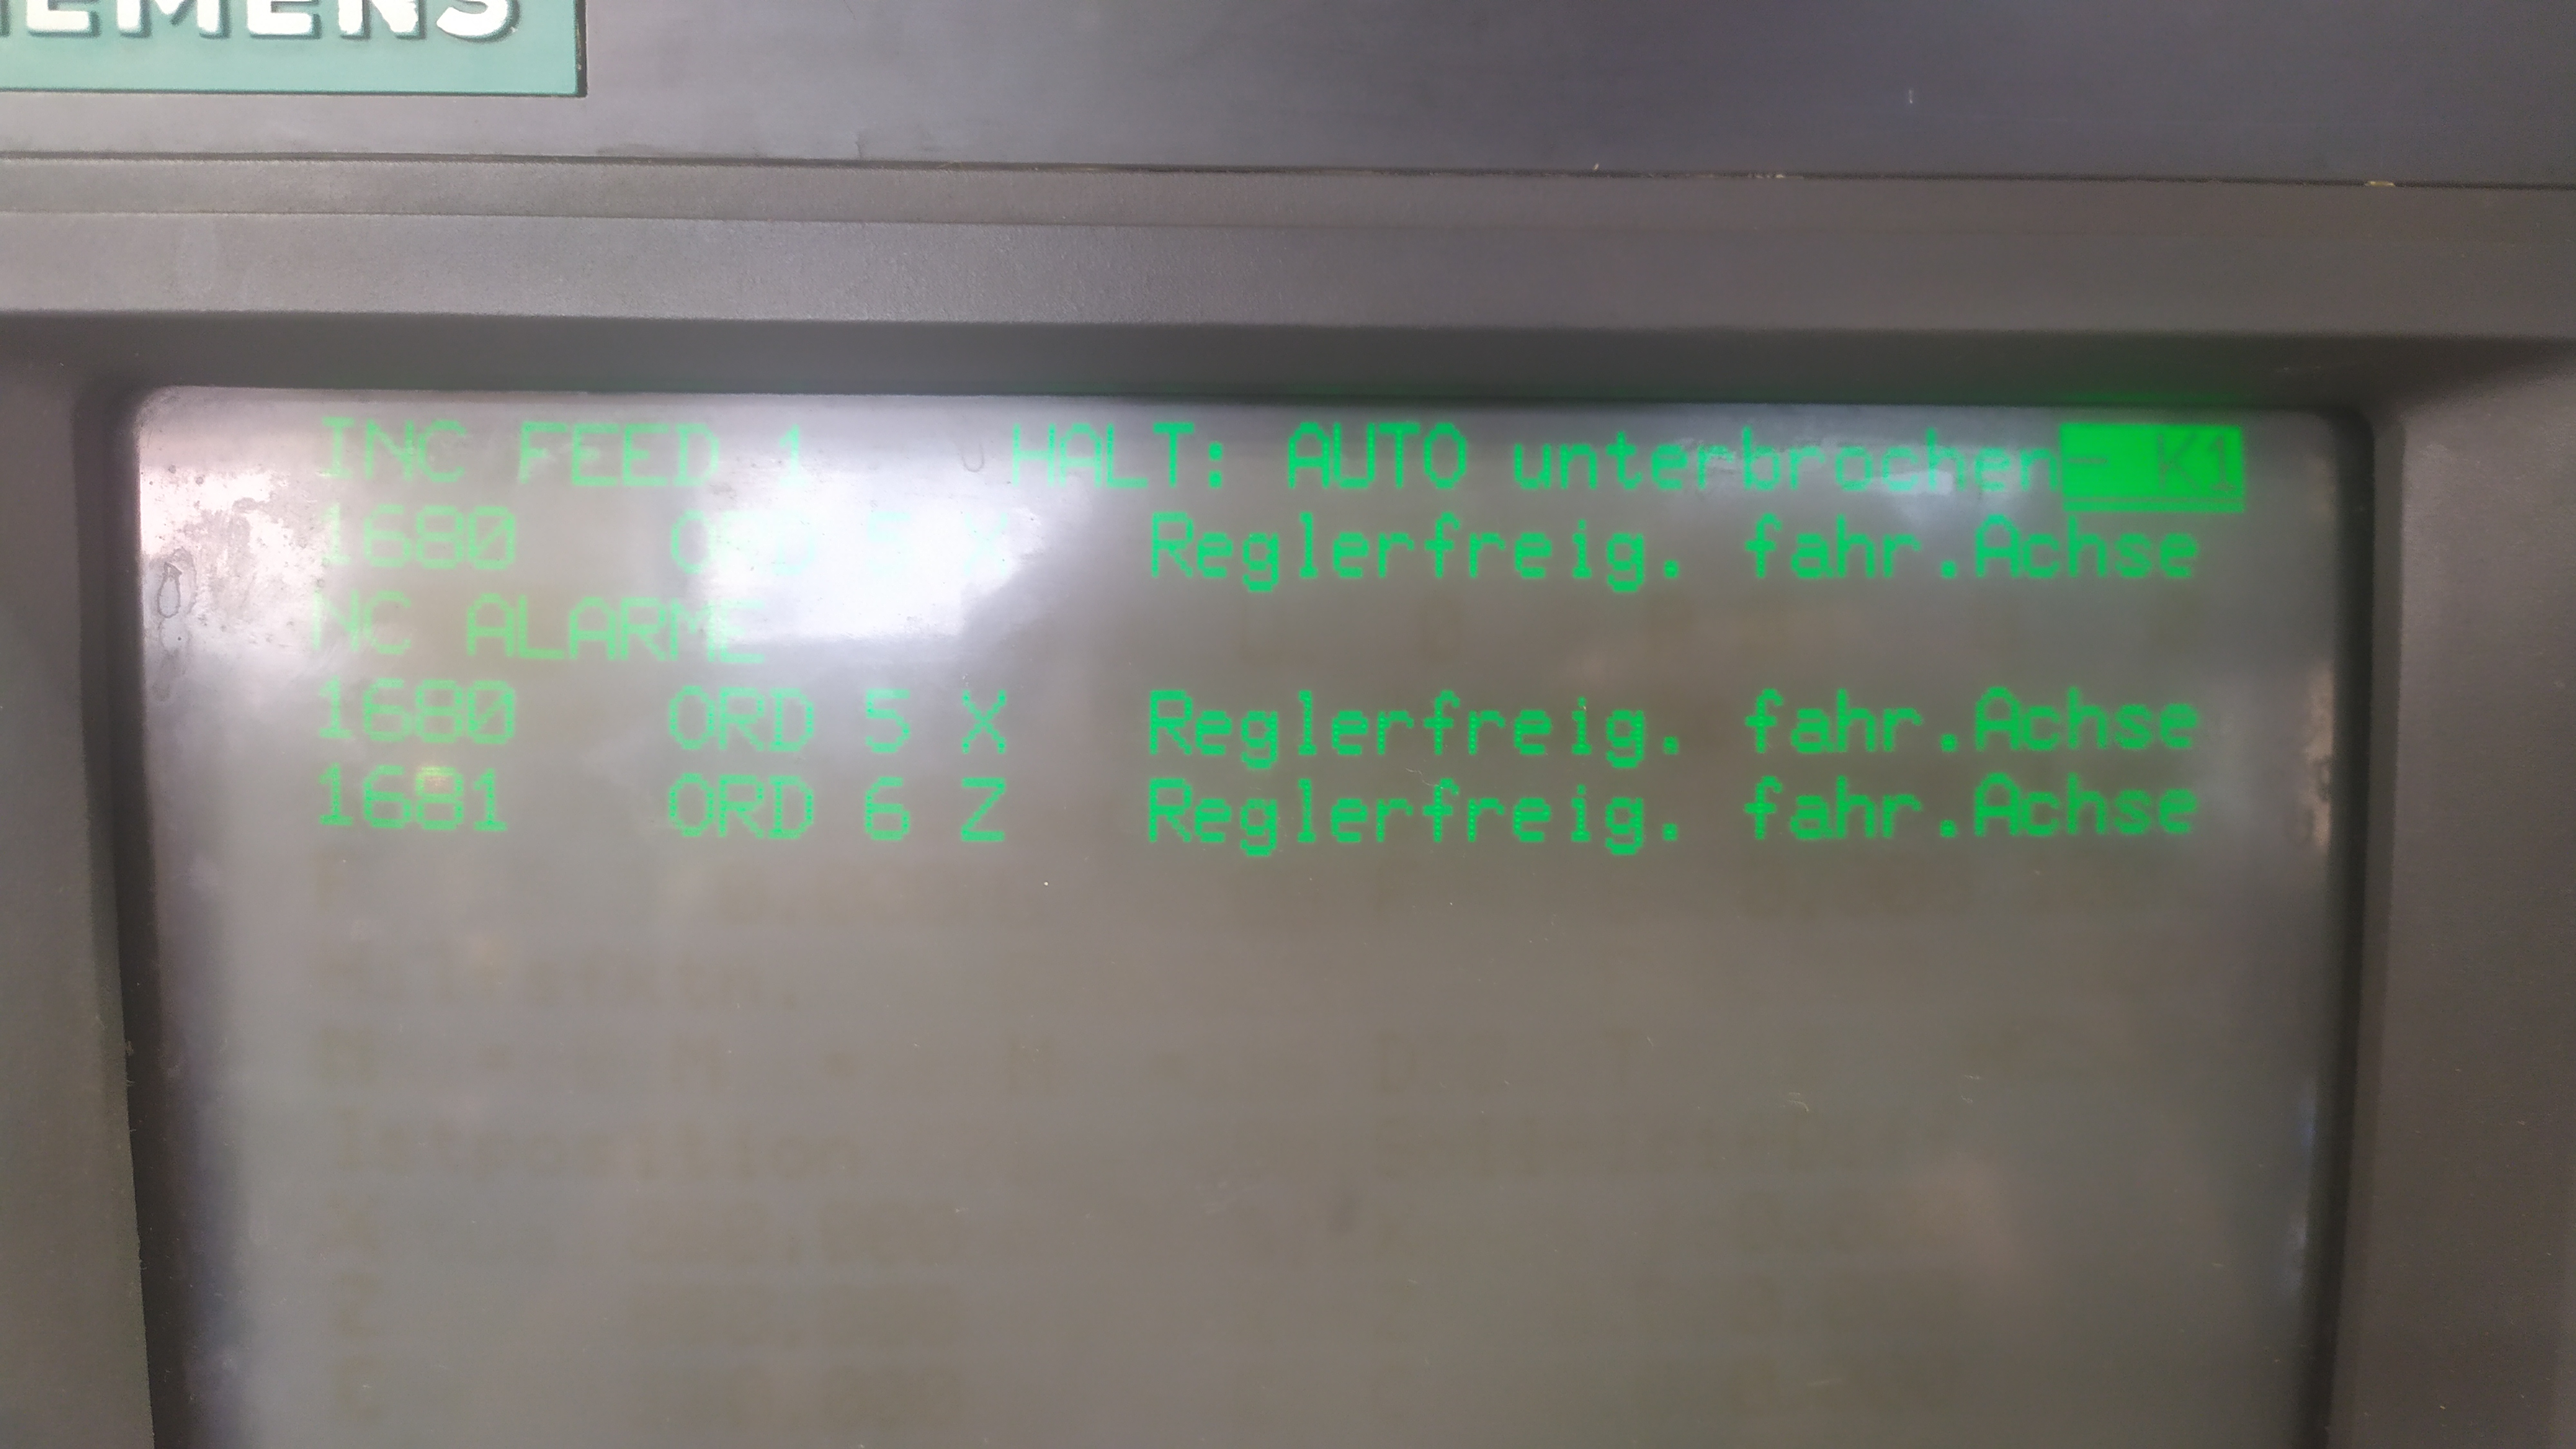 INC FEED 1 HALT: AUTO unterbrochen- K1
1680 ORD 5 X Reglerfreig. fahr.Achse
NC ALARME
1680 ORD 5 X Reglerfreig. fahr.Achse
1681 ORD 6 Z Reglerfreig. fahr.Achse